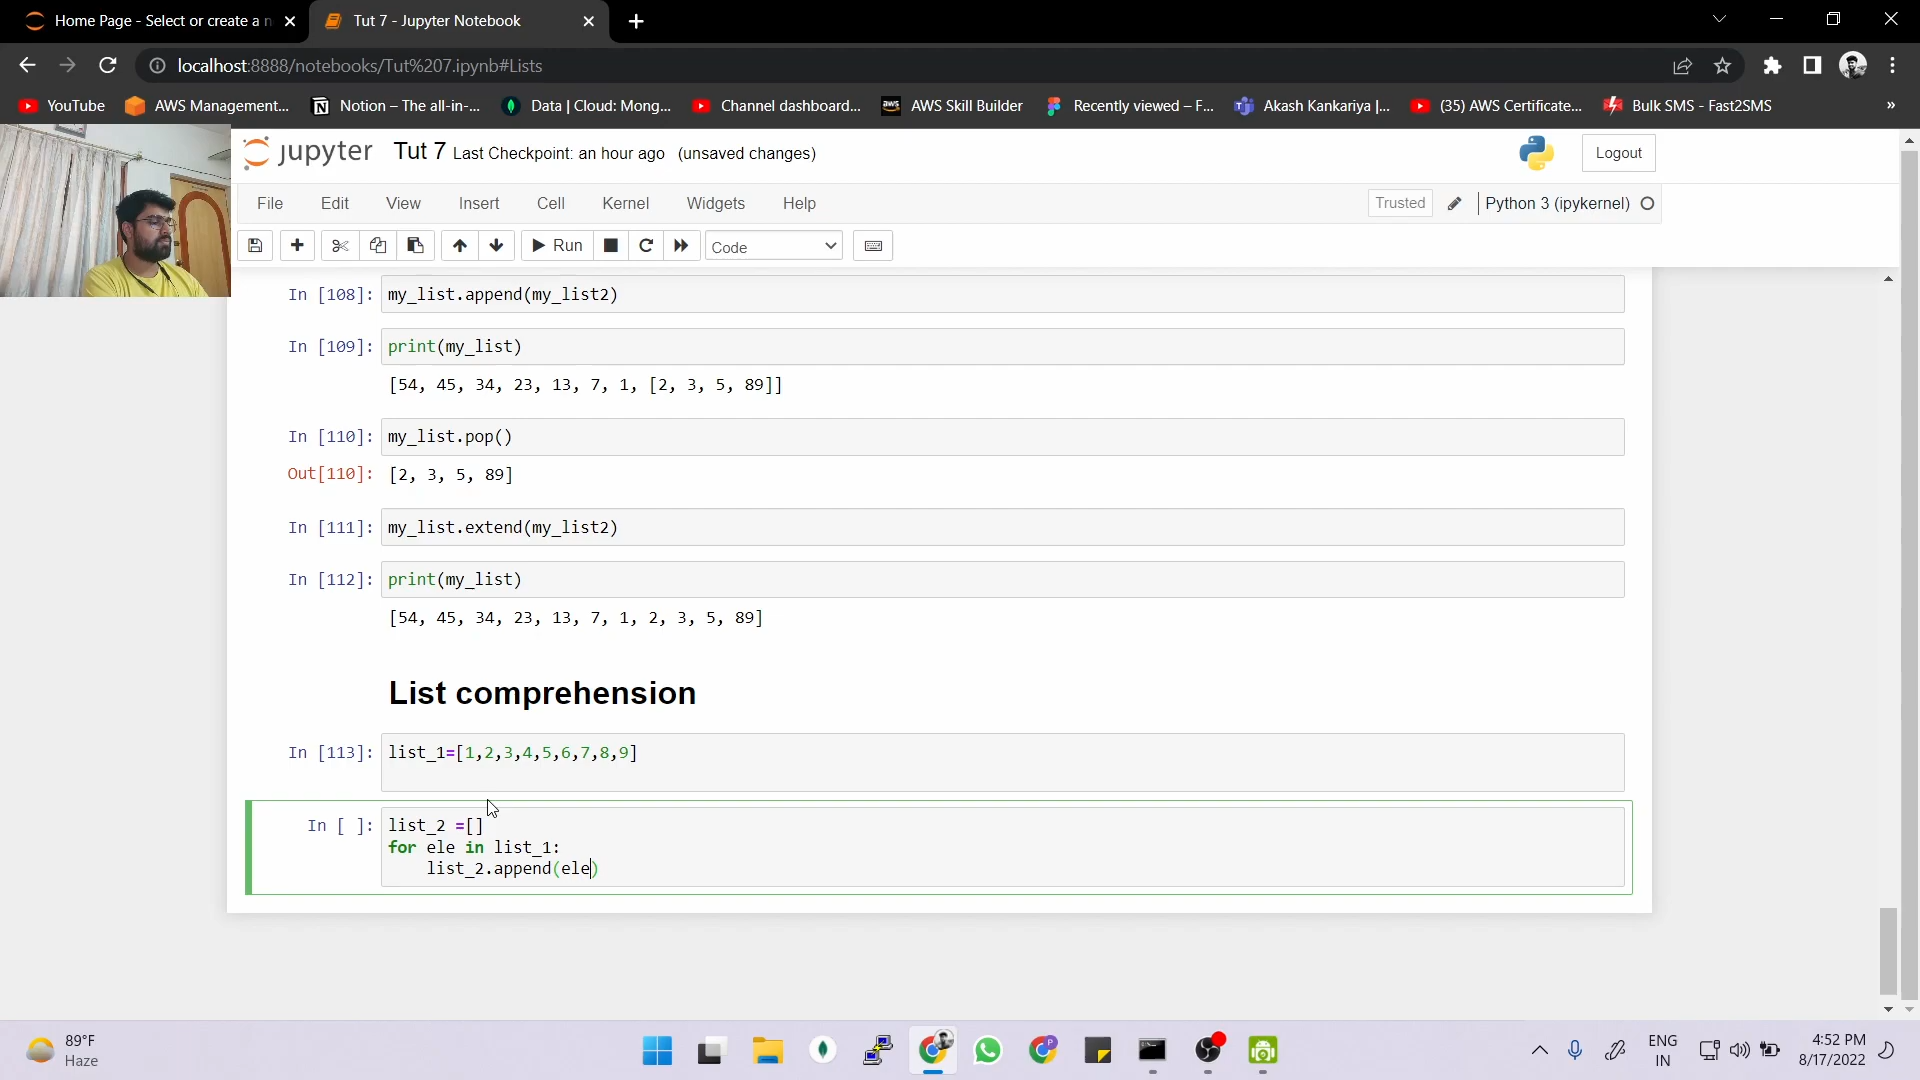 Home Page - Select or create a n
Tut 7 - Jupyter Notebook
localhost:8888/notebooks/Tut%207.ipynb#Lists
YouTube
AWS Management...
Notion – The all-in-...
Data | Cloud: Mong...
Channel dashboard...
aws
AWS Skill Builder
Recently viewed – F...
Akash Kankariya |...
(35) AWS Certificate...
Bulk SMS - Fast2SMS
»
jupyter Tut 7 Last Checkpoint: an hour ago (unsaved changes)
Logout
File Edit View Insert Cell Kernel Widgets Help
Trusted
Python 3 (ipykernel)
Run
Code
In [108]: my_list.append(my_list2)
In [109]: print(my_list)
[54, 45, 34, 23, 13, 7, 1, [2, 3, 5, 89]]
In [110]: my_list.pop()
Out[110]: [2, 3, 5, 89]
In [111]: my_list.extend(my_list2)
In [112]: print(my_list)
[54, 45, 34, 23, 13, 7, 1, 2, 3, 5, 89]
List comprehension
In [113]: list_1=[1,2,3,4,5,6,7,8,9]
In [ ]: list_2 =[]
for ele in list_1:
list_2.append(ele)
89°F
Haze
P
ENG
IN
4:52 PM
8/17/2022